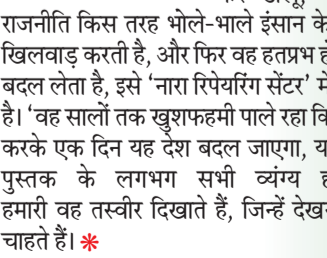 राजनीति किस तरह भोले-भाले इंसान के
खिलवाड़ करती है, और फिर वह हतप्रभ
बदल लेता है, इसे ‘नारा रिपेयरिंग सेंटर’
है। ‘वह सालों तक खुशफहमी पाले रहा कि
करके एक दिन यह देश बदल जाएगा,
पुस्तक के लगभग सभी व्यंग्य
हमारी वह तस्वीर दिखाते हैं, जिन्हें
चाहते हैं।